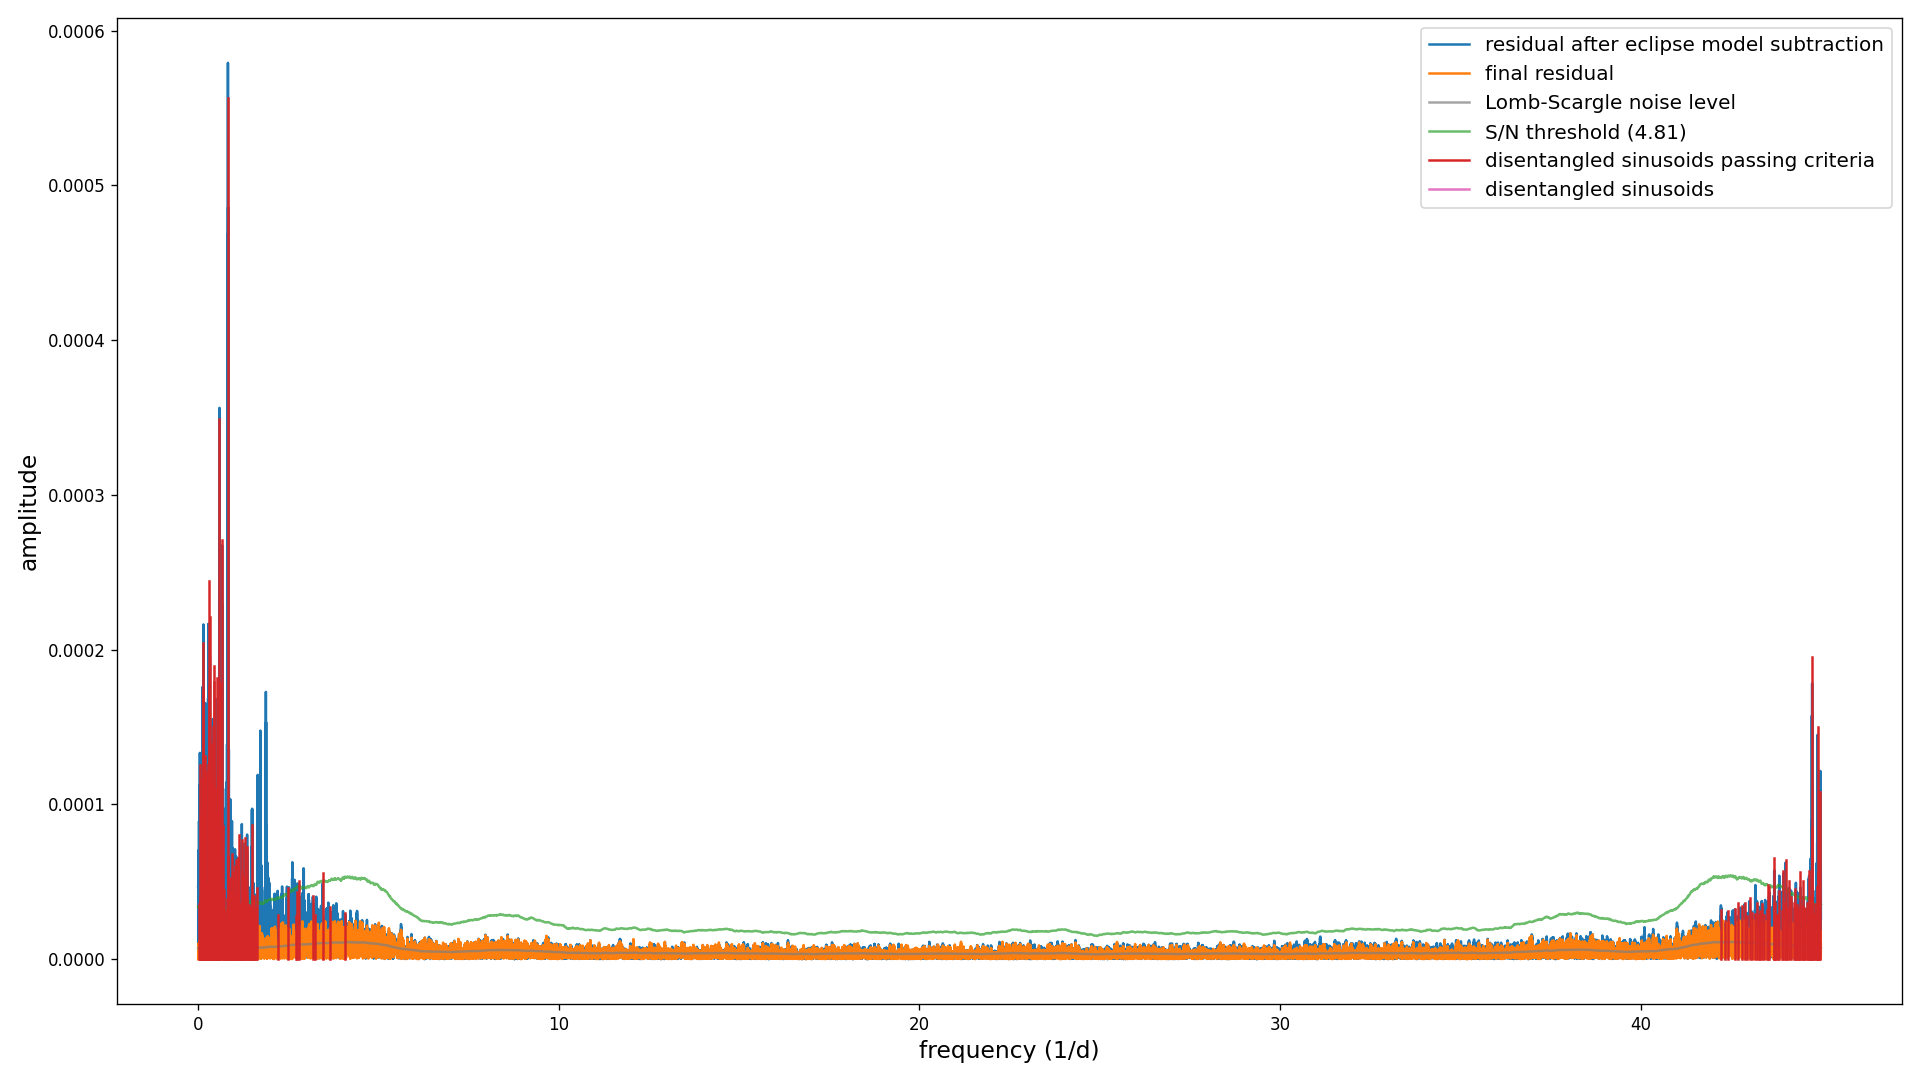 0.0006
0.0005
0.0004
0.0003
0.0002
0.0001
0.0000
amplitude
residual after eclipse model subtraction
final residual
Lomb-Scargle noise level
S/N threshold (4.81)
disentangled sinusoids passing criteria
disentangled sinusoids
0 10 20 30 40
frequency (1/d)